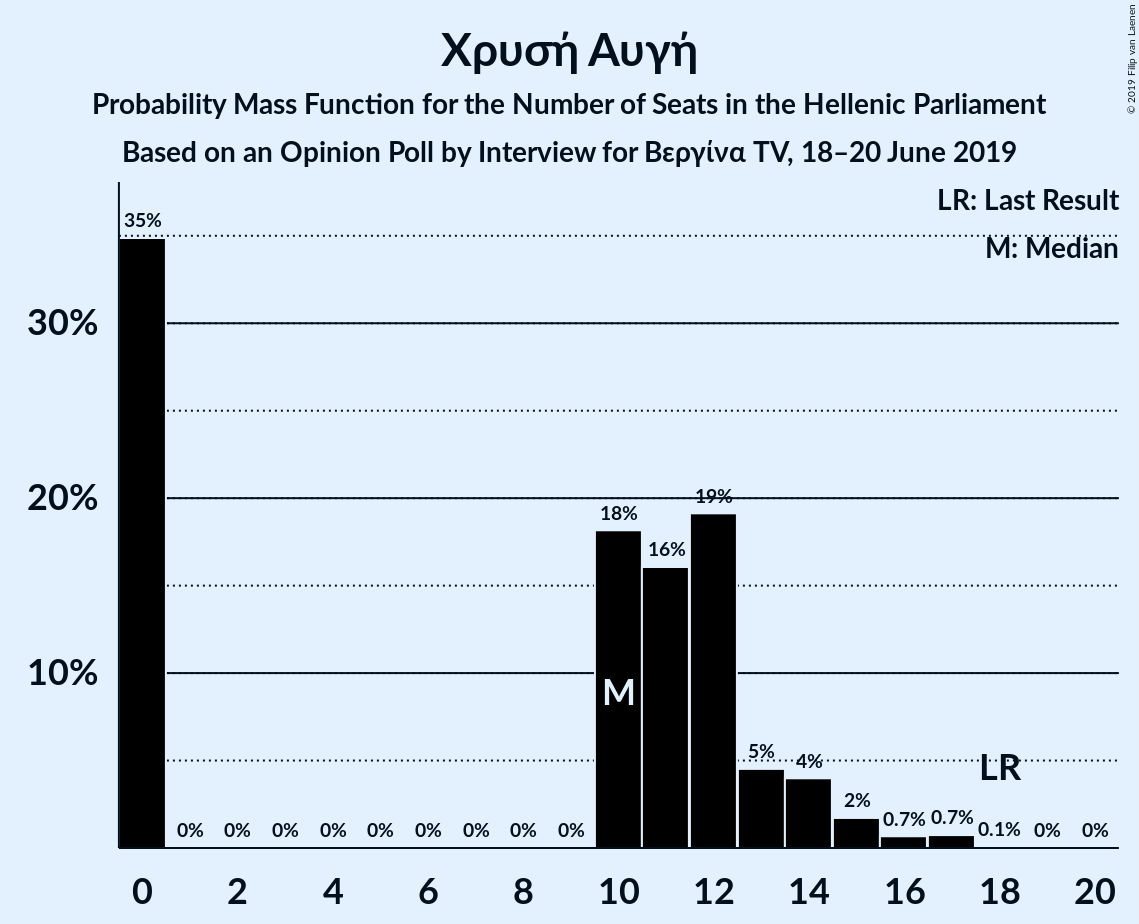 Χρυσή Αυγή
Probability Mass Function for the Number of Seats in the Hellenic Parliament
Based on an Opinion Poll by Interview for Βεργίνα TV, 18–20 June 2019
© 2019 Filip van Laenen
LR: Last Result
M: Median
35%
30%
20%
10%
0% 0% 0% 0% 0% 0% 0% 0% 0% 18% 16% 19% 5% 4% 2% 0.7% 0.7% 0.1% 0% 0%
M
LR
0 2 4 6 8 10 12 14 16 18 20